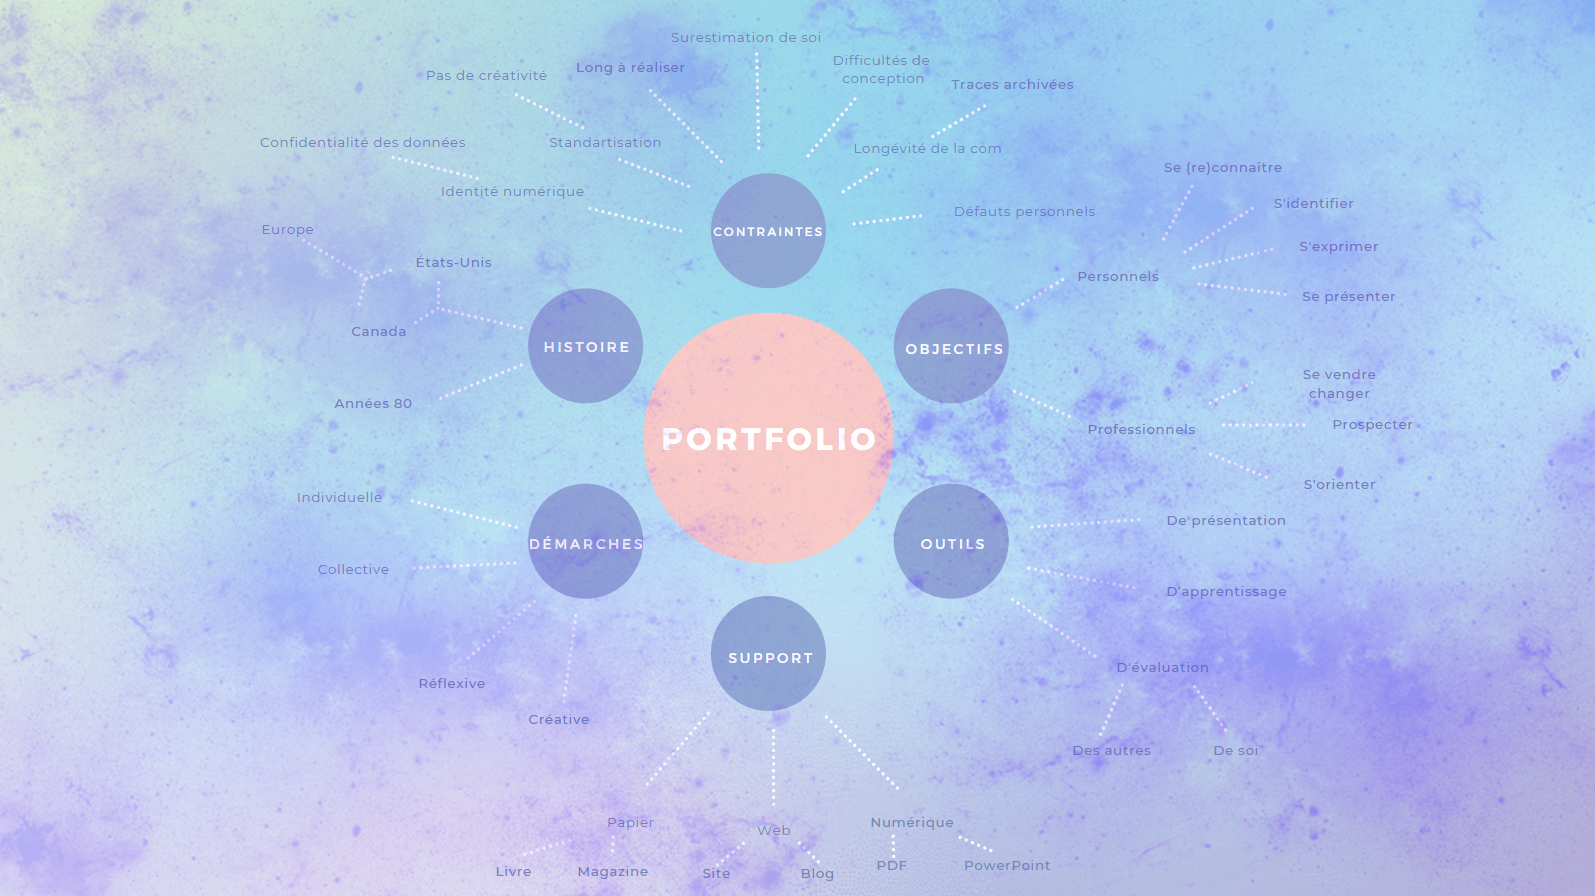 Surestimation de soi
Long à réaliser
Pas de créativité
Difficultés de
conception
Traces archivées
Confidentialité des données
Standartisation
Longévité de la com
Identité numérique
Défauts personnels
CONTRAINTES
Se (re)connaître
S'identifier
S'exprimer
Personnels
Se présenter
Europe
États-Unis
Canada
HISTOIRE
OBJECTIFS
Années 80
Se vendre
changer
Prospecter
Professionnels
S'orienter
PORTFOLIO
Individuelle
DÉMARCHES
Collective
Réflexive
Créative
OUTILS
De présentation
D'apprentissage
D'évaluation
Des autres
De soi
SUPPORT
Papier
Web
Numérique
Livre
Magazine
Site
Blog
PDF
PowerPoint